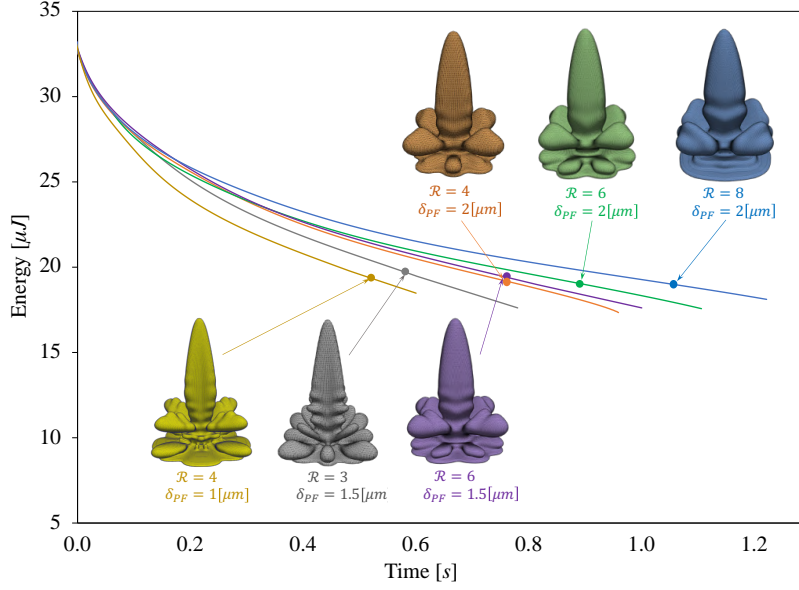 35
30
25
20
15
10
5
Energy [μJ]
ℛ = 4
δPF = 2[μm]
ℛ = 6
δPF = 2[μm]
ℛ = 8
δPF = 2[μm]
ℛ = 4
δPF = 1[μm]
ℛ = 3
δPF = 1.5[μm
ℛ = 6
δPF = 1.5[μm]
0.0 0.2 0.4 0.6 0.8 1.0 1.2
Time [s]